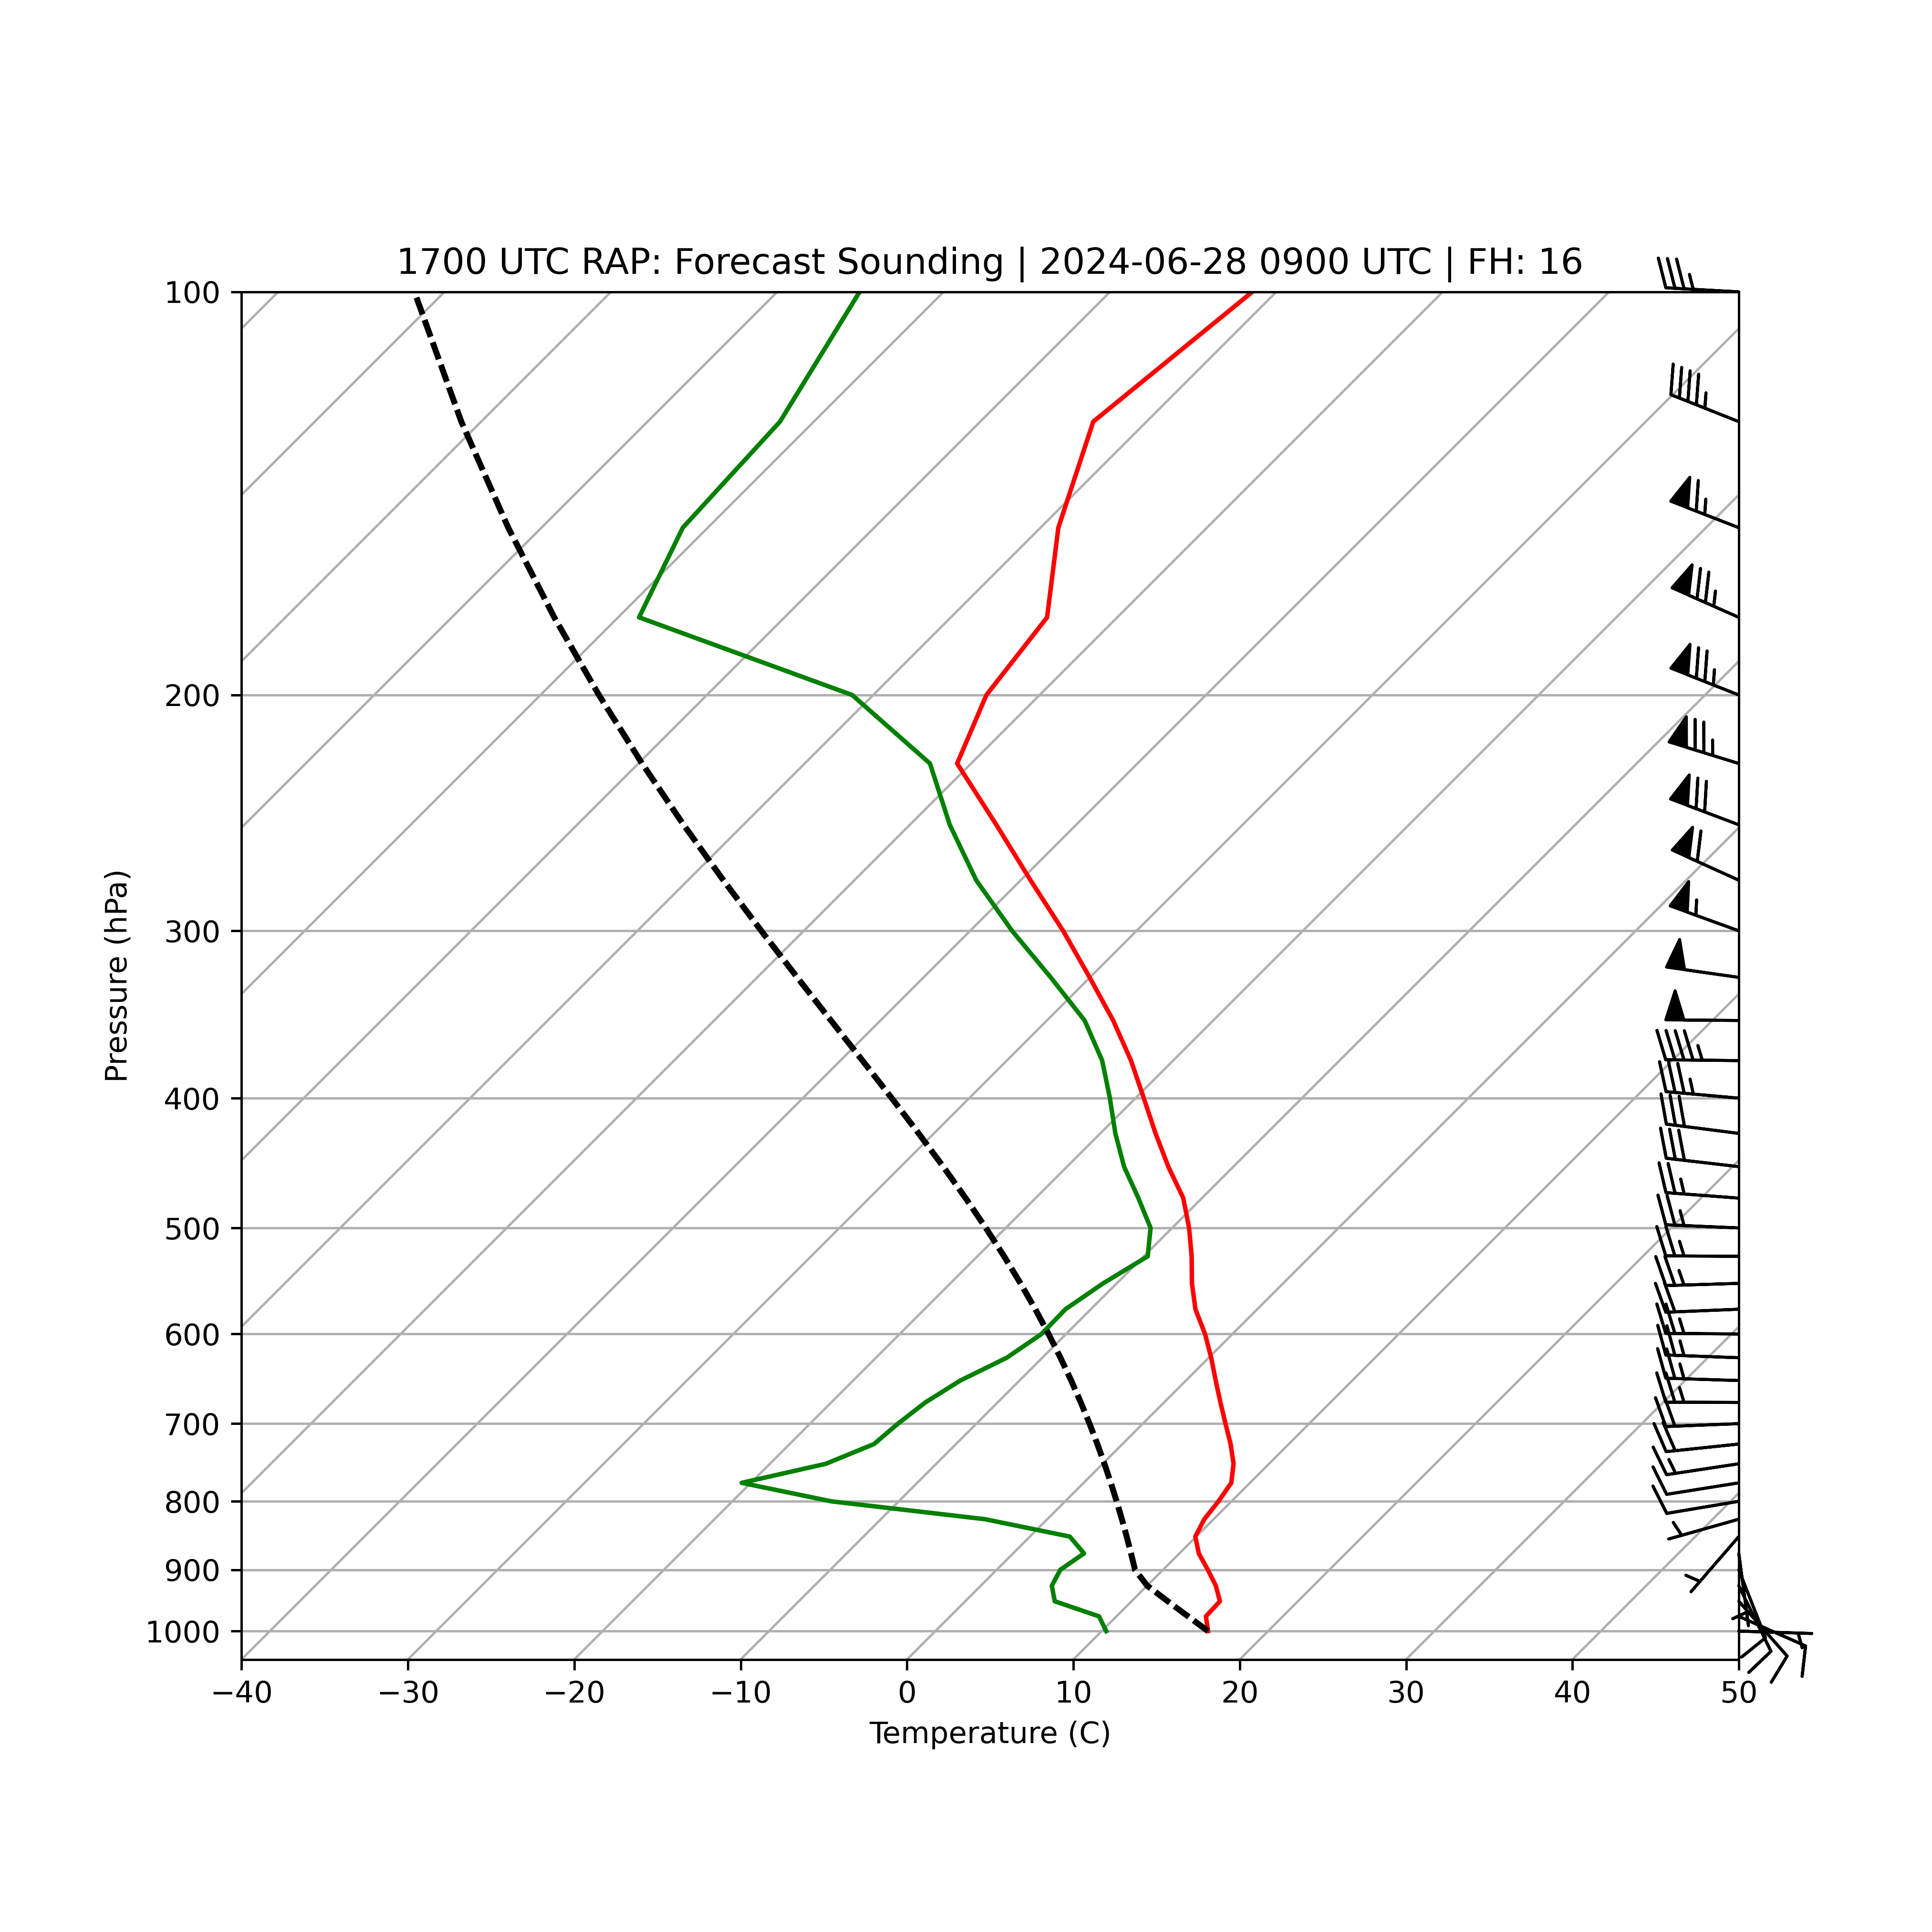 1700 UTC RAP: Forecast Sounding | 2024-06-28 0900 UTC | FH: 16
100
200
300
400
500
600
700
800
900
1000
Pressure (hPa)
−40 −30 −20 −10 0 10 20 30 40 50
Temperature (C)